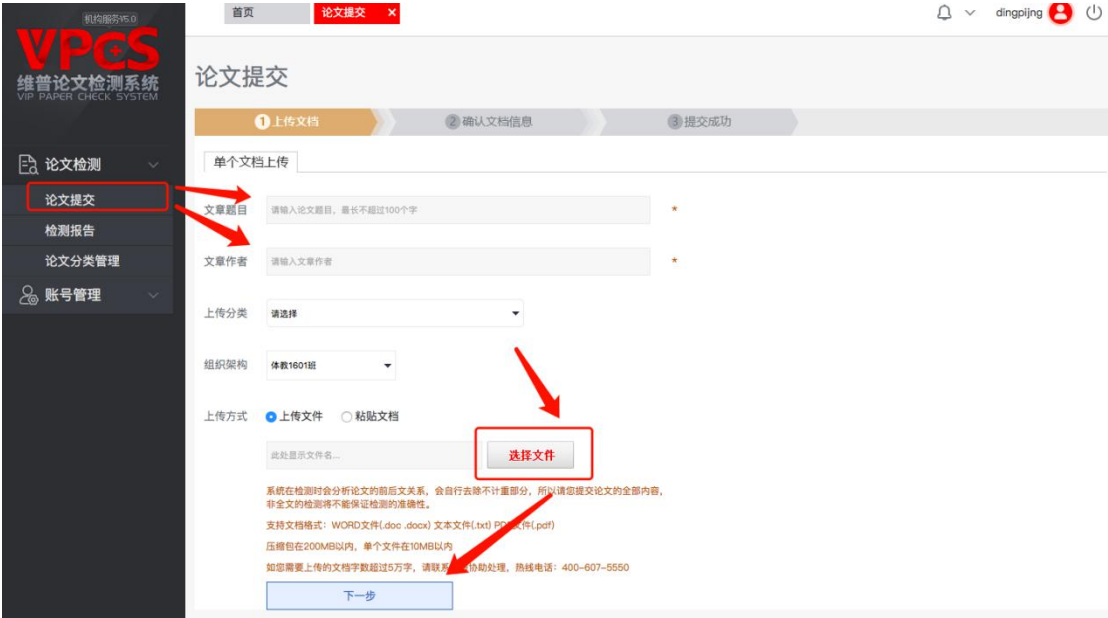 机构服务V5.0
VPCS
维普论文检测系统
VIP PAPER CHECK SYSTEM
首页
论文提交 ×
dingpijng
论文提交
1 上传文档
2 确认文档信息
3 提交成功
论文检测
论文提交
检测报告
论文分类管理
账号管理
单个文档上传
文章题目 请输入论文题目，最长不超过100个字 *
文章作者 请输入文章作者 *
上传分类 请选择
组织架构 体教1601班
上传方式 上传文件 粘贴文档
此处显示文件名... 选择文件
系统在检测时会分析论文的前后文关系，会自行去除不计重部分，所以请您提交论文的全部内容，
非全文的检测将不能保证检测的准确性。
支持文档格式：WORD文件(.doc .docx) 文本文件(.txt) 文件(.pdf)
压缩包在200MB以内，单个文件在10MB以内
如您需要上传的文档字数超过5万字，请联系 协助处理，热线电话：400-607-5550
下一步